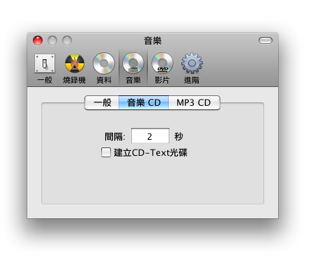 音樂
一般 燒錄機 資料 音樂 影片 進階
一般 音樂 CD MP3 CD
間隔: 2 秒
建立CD-Text光碟